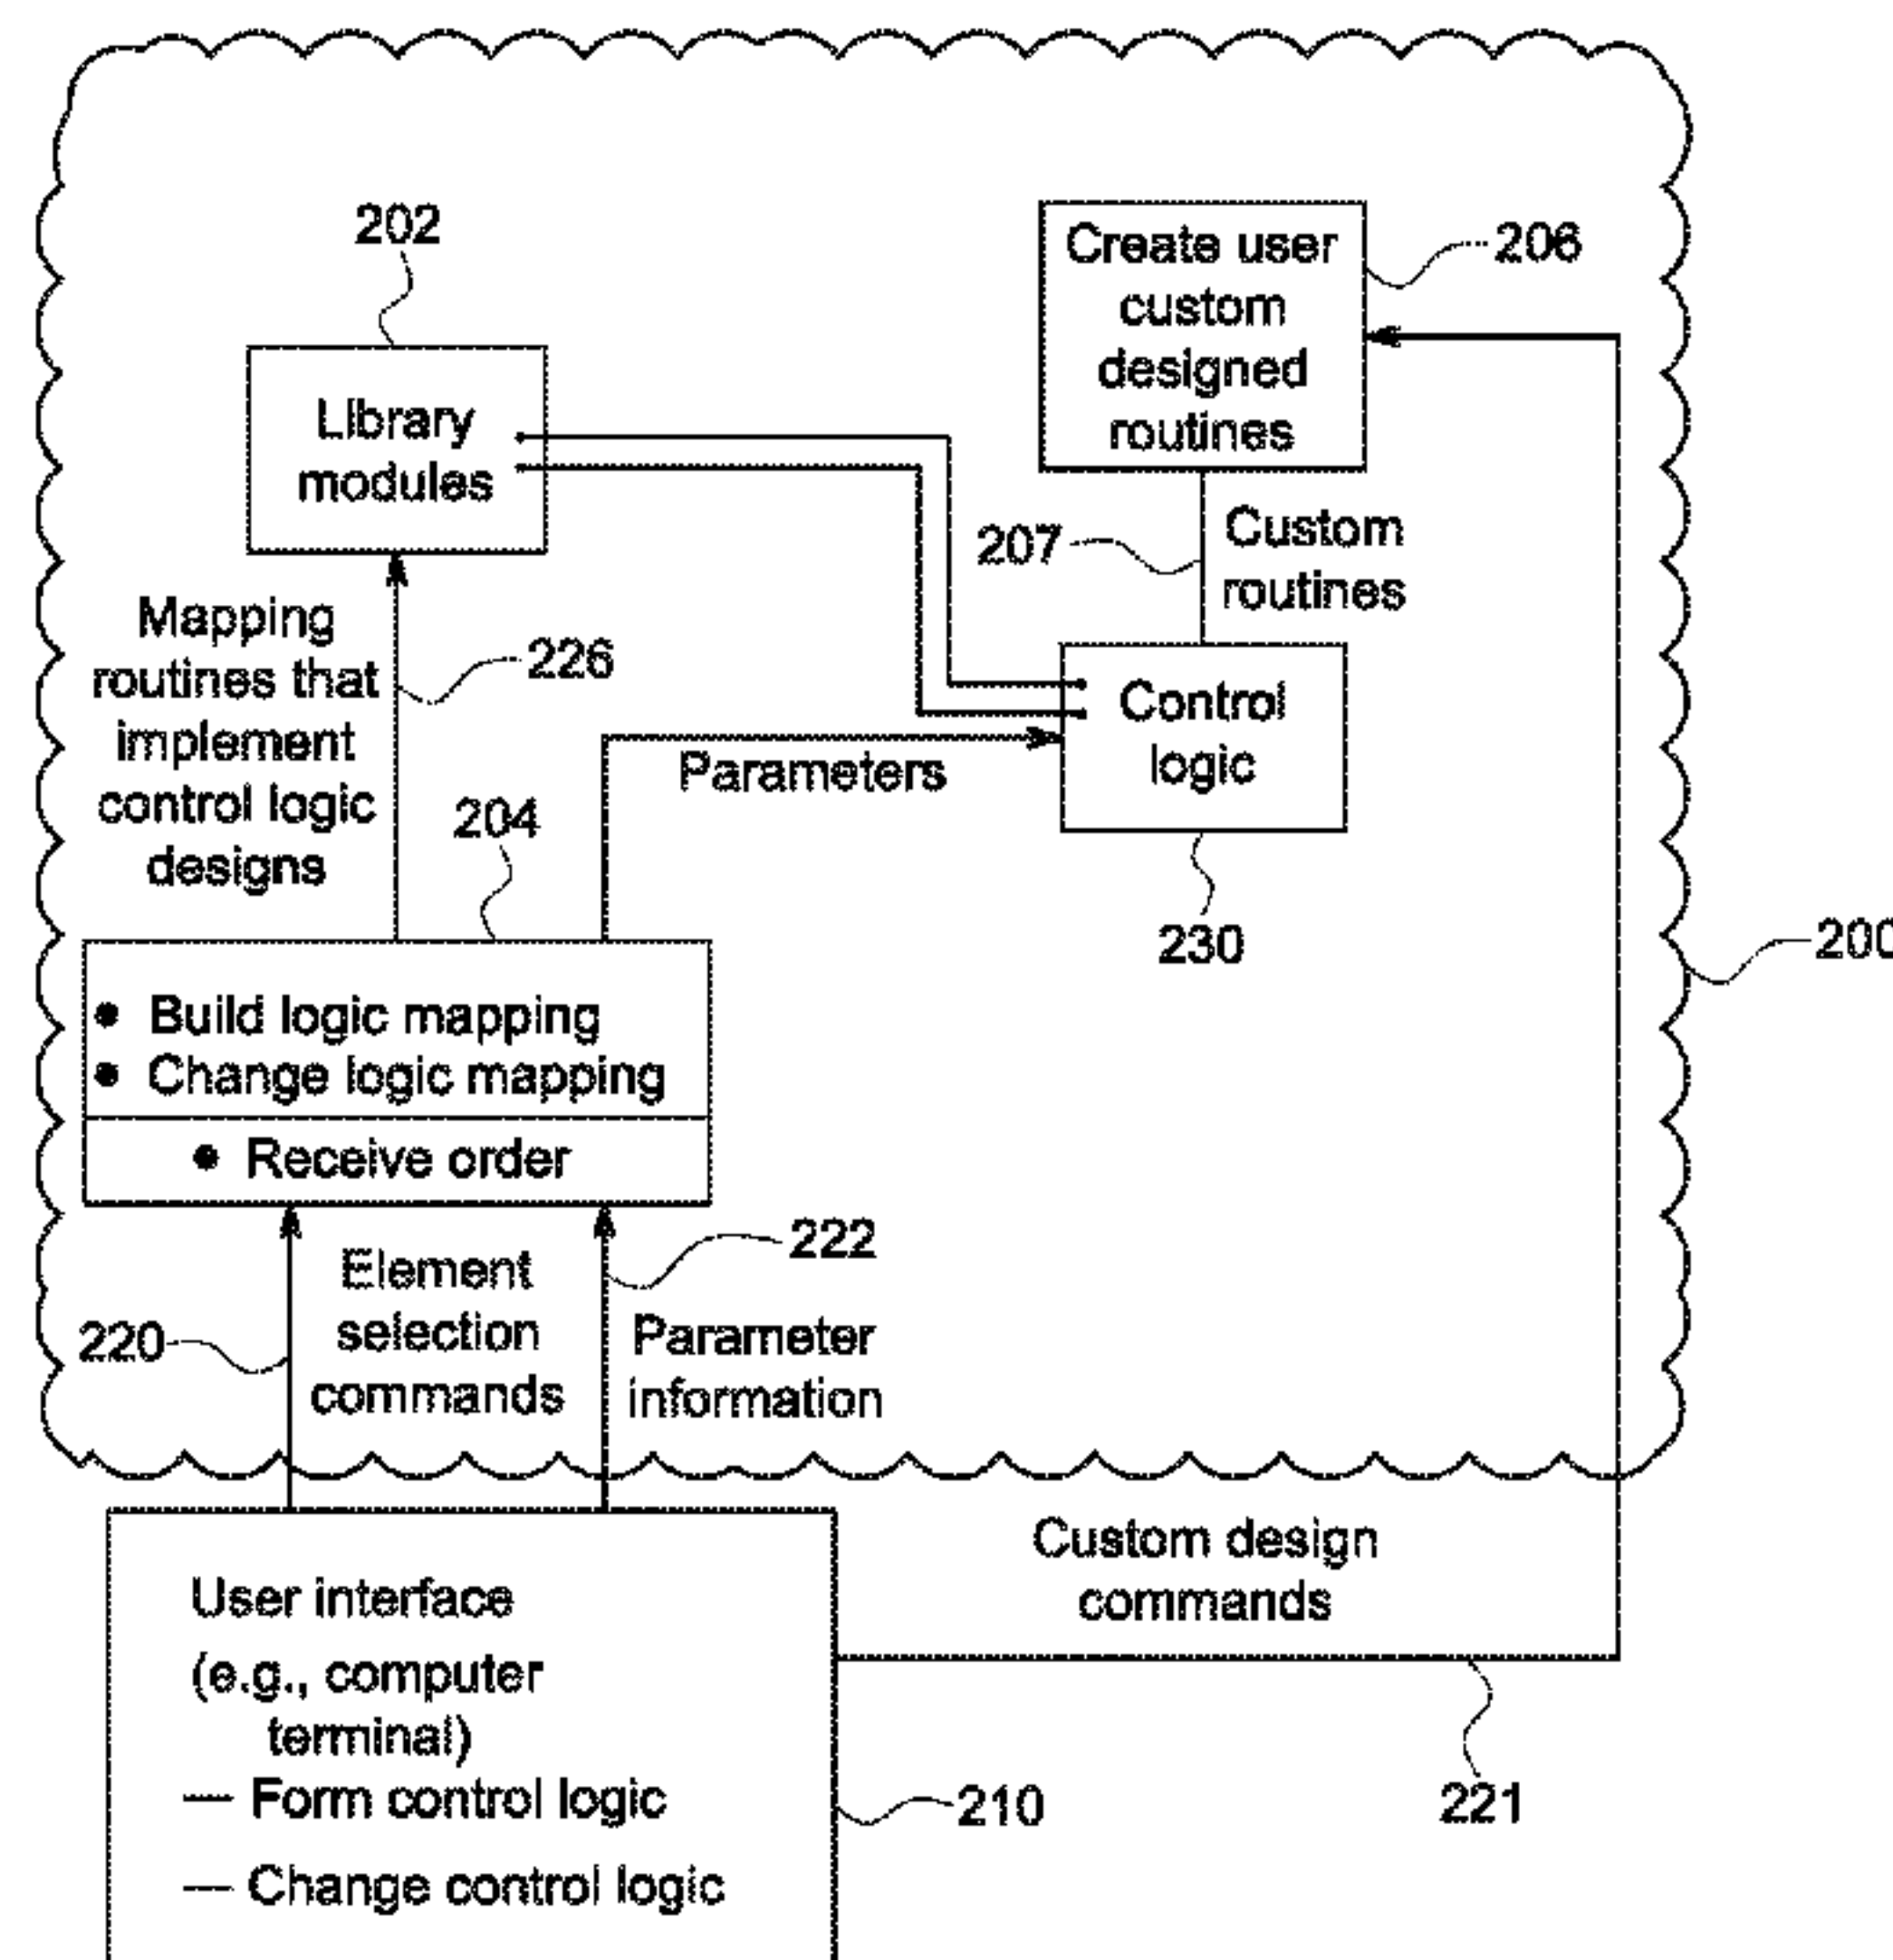 202
Library
modules
Create user
custom
designed
routines
206
207
Custom
routines
Mapping
routines that
implement
control logic
designs
226
Parameters
Control
logic
204
230
200
• Build logic mapping
• Change logic mapping
• Receive order
220
Element
selection
commands
222
Parameter
information
User interface
(e.g., computer
terminal)
— Form control logic
— Change control logic
210
Custom design
commands
221